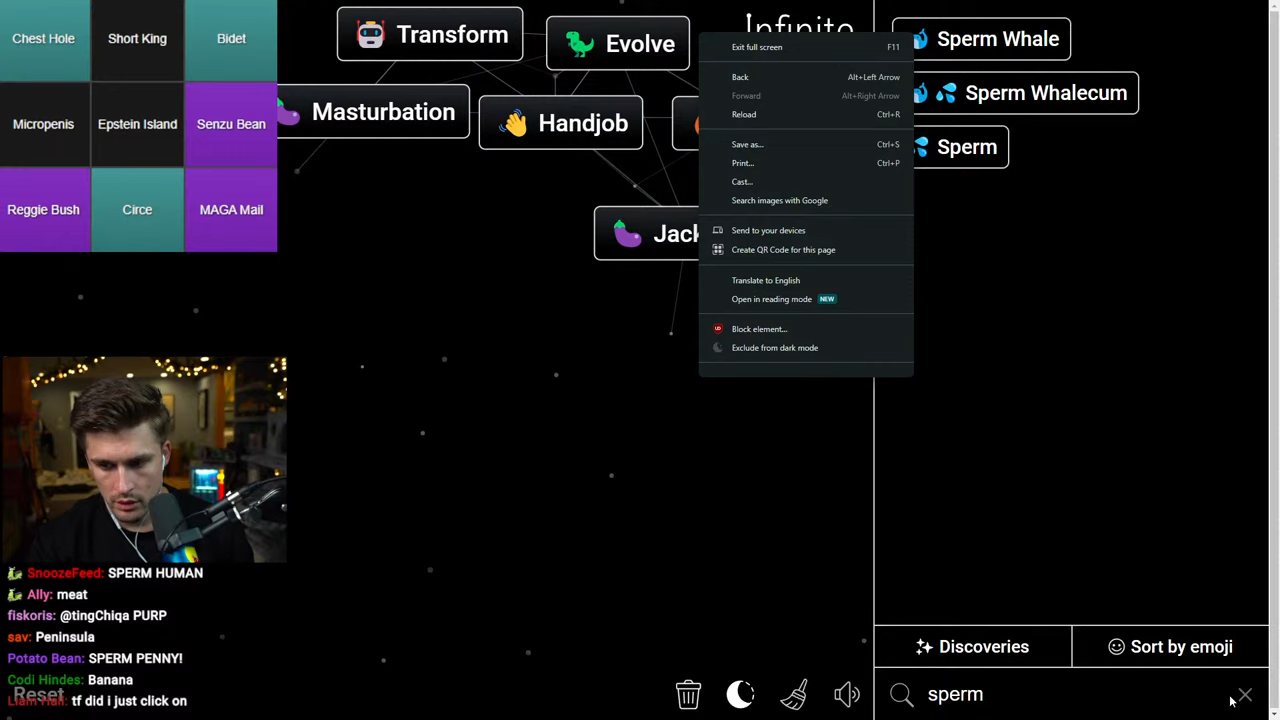 Chest Hole
Short King
Bidet
Micropenis
Epstein Island
Senzu Bean
Reggie Bush
Circe
MAGA Mail
Transform
Evolve
Infinite
Masturbation
Handjob
Jack
Exit full screen F11
Back Alt+Left Arrow
Forward Alt+Right Arrow
Reload Ctrl+R
Save as... Ctrl+S
Print... Ctrl+P
Cast...
Search images with Google
Send to your devices
Create QR Code for this page
Translate to English
Open in reading mode NEW
Block element...
Exclude from dark mode
Sperm Whale
Sperm Whalecum
Sperm
SnoozeFeed: SPERM HUMAN
Ally: meat
fiskoris: @tingChiqa PURP
sav: Peninsula
Potato Bean: SPERM PENNY!
Codi Hindes: Banana
Liam Hall: tf did i just click on
Reset
Discoveries
Sort by emoji
sperm